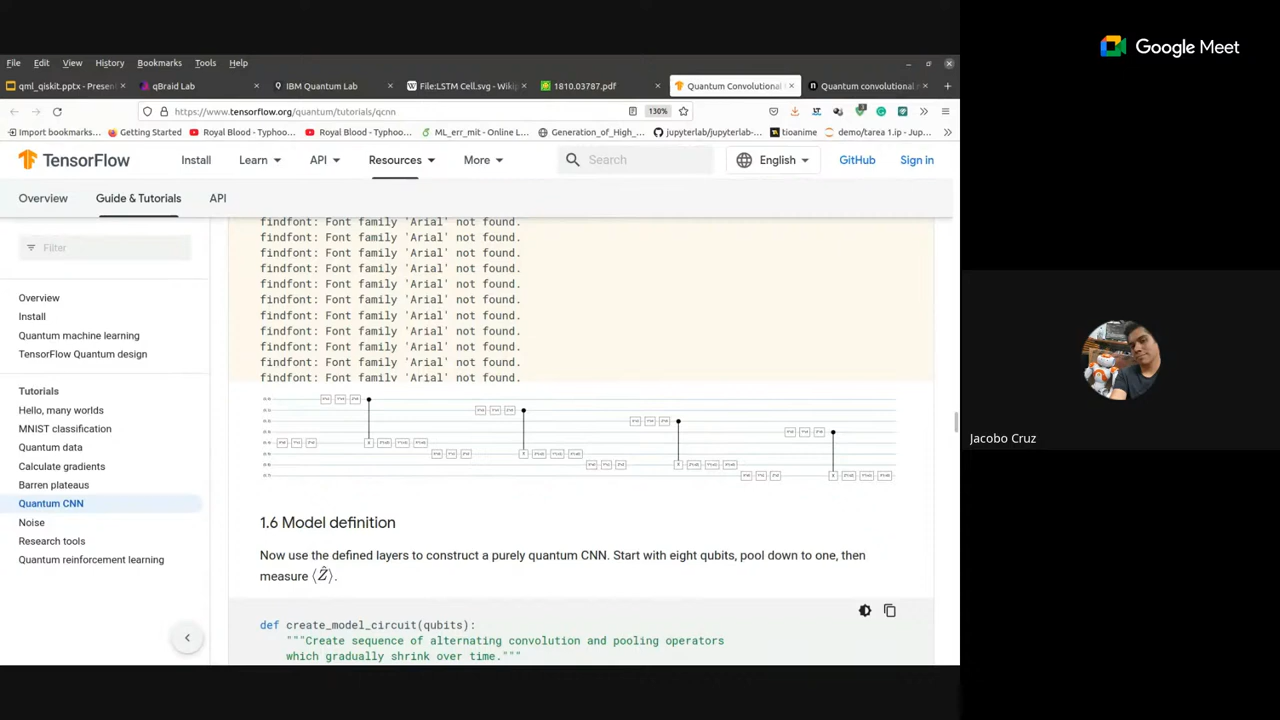 Google Meet
File Edit View History Bookmarks Tools Help
qml_qiskit.pptx - Presen
qBraid Lab
IBM Quantum Lab
File:LSTM Cell.svg - Wikip
1810.03787.pdf
Quantum Convolutional
Quantum convolutional n
https://www.tensorflow.org/quantum/tutorials/qcnn
130%
Import bookmarks... Getting Started Royal Blood - Typhoo... Royal Blood - Typhoo... ML_err_mit - Online L... Generation_of_High_... jupyterlab/jupyterlab-... tioanime demo/tarea 1.ip - Jup...
TensorFlow Install Learn API Resources More Search English GitHub Sign in
Overview Guide & Tutorials API
Filter
Overview
Install
Quantum machine learning
TensorFlow Quantum design
Tutorials
Hello, many worlds
MNIST classification
Quantum data
Calculate gradients
Barren plateaus
Quantum CNN
Noise
Research tools
Quantum reinforcement learning
findfont: Font family 'Arial' not found.
findfont: Font family 'Arial' not found.
findfont: Font family 'Arial' not found.
findfont: Font family 'Arial' not found.
findfont: Font family 'Arial' not found.
findfont: Font family 'Arial' not found.
findfont: Font family 'Arial' not found.
findfont: Font family 'Arial' not found.
findfont: Font family 'Arial' not found.
findfont: Font family 'Arial' not found.
findfont: Font family 'Arial' not found.
1.6 Model definition
Now use the defined layers to construct a purely quantum CNN. Start with eight qubits, pool down to one, then
measure ⟨Ẑ⟩.
def create_model_circuit(qubits):
"""Create sequence of alternating convolution and pooling operators
which gradually shrink over time."""
Jacobo Cruz